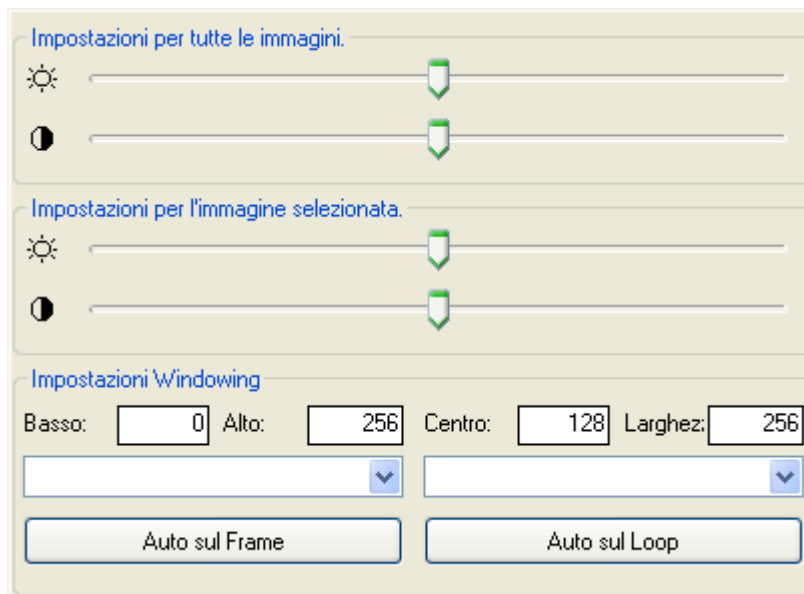 Impostazioni per tutte le immagini.
Impostazioni per l'immagine selezionata.
Impostazioni Windowing
Basso: 0 Alto: 256 Centro: 128 Larghez: 256
Auto sul Frame Auto sul Loop